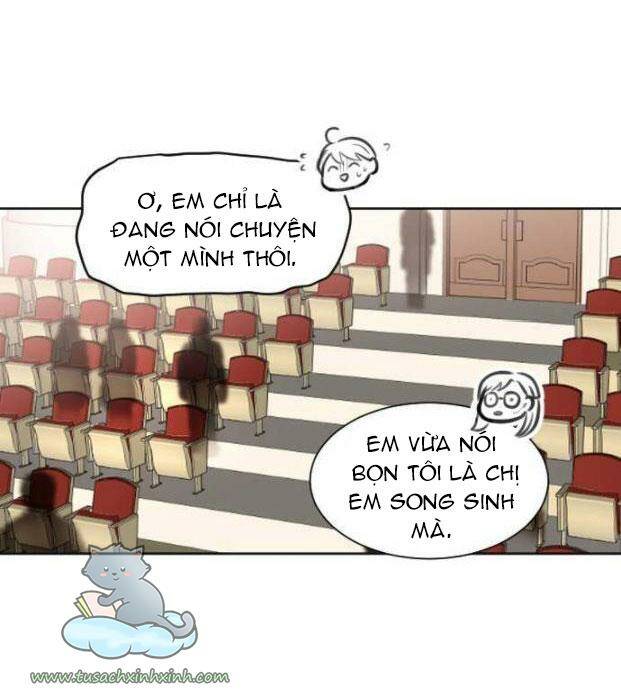 Ơ, EM CHỈ LÀ
ĐANG NÓI CHUYỆN
MỘT MÌNH THÔI.
EM VỪA NÓI
BỌN TÔI LÀ CHỊ
EM SONG SINH
MÀ.
www.tusachxinhxinh.com